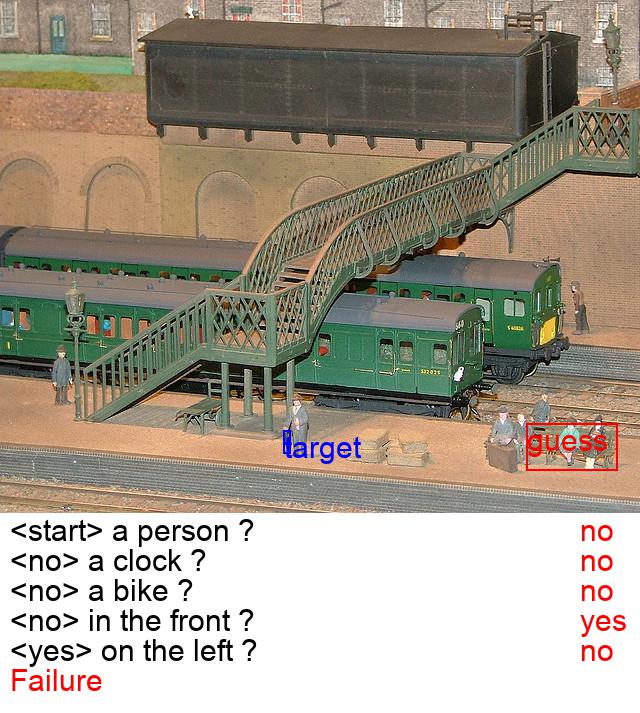 S12025
target
guess
<start> a person ? no
<no> a clock ? no
<no> a bike ? no
<no> in the front ? yes
<yes> on the left ? no
Failure